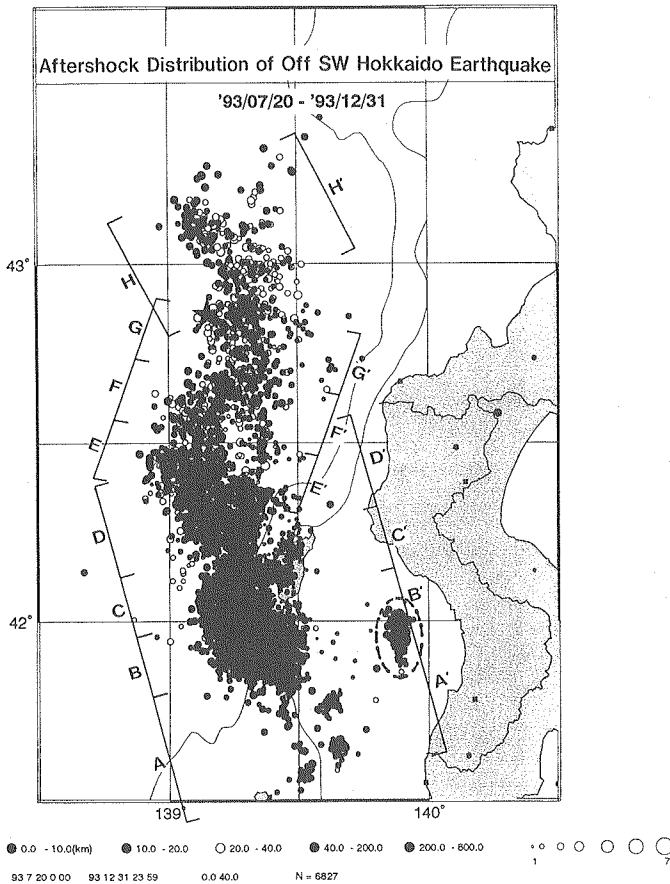 Aftershock Distribution of Off SW Hokkaido Earthquake
'93/07/20 - '93/12/31
H'
43°
H
G
G'
F
F'
E
D'
E'
D
C'
C
B'
42°
B
A'
A
139°
140°
0.0 - 10.0(km) 10.0 - 20.0 20.0 - 40.0 40.0 - 200.0 200.0 - 600.0
1 7
93 7 20 0 00 93 12 31 23 59 0.0 40.0 N = 6827